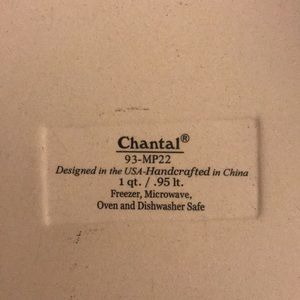 Chantal®
93-MP22
Designed in the USA-Handcrafted in China
1 qt. / .95 lt.
Freezer, Microwave,
Oven and Dishwasher Safe